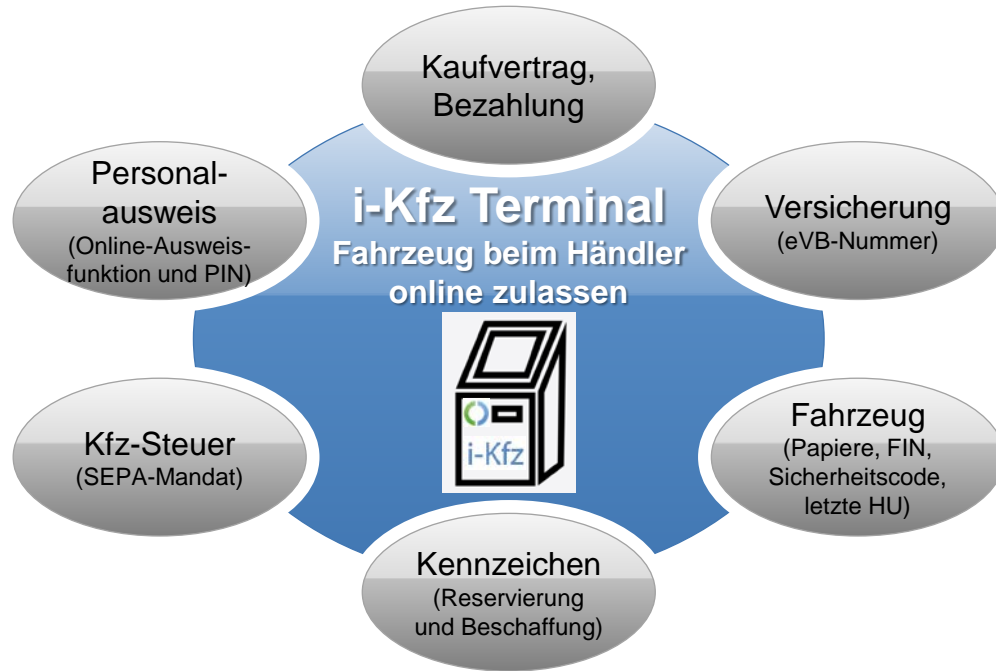 Kaufvertrag,
Bezahlung
Personal-
ausweis
(Online-Ausweis-
funktion und PIN)
i-Kfz Terminal
Fahrzeug beim Händler
online zulassen
Versicherung
(eVB-Nummer)
i-Kfz
Kfz-Steuer
(SEPA-Mandat)
Fahrzeug
(Papiere, FIN,
Sicherheitscode,
letzte HU)
Kennzeichen
(Reservierung
und Beschaffung)